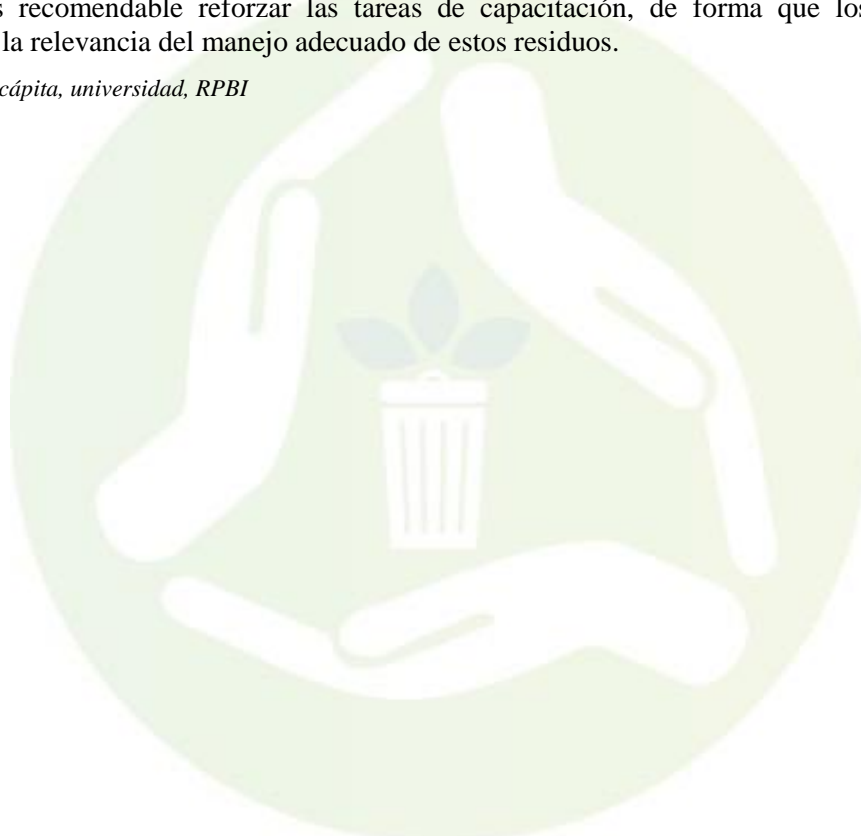 recomendable reforzar las tareas de capacitación, de forma que los
la relevancia del manejo adecuado de estos residuos.
cápita, universidad, RPBI